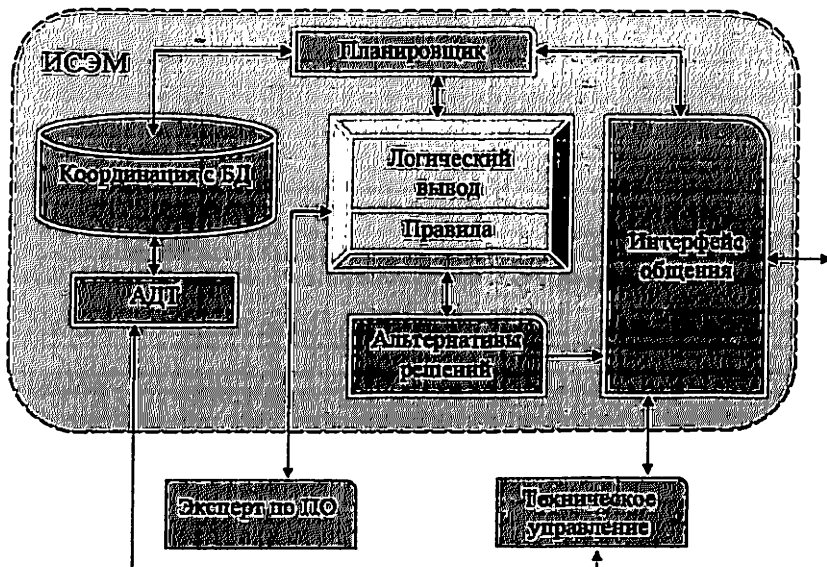 Планировщик
ИСЭМ
Координация с БД
Логический
вывод
Правила
Интерфейс
общения
АДТ
Альтернативы
решений
Эксперт по ПО
Техническое
управление